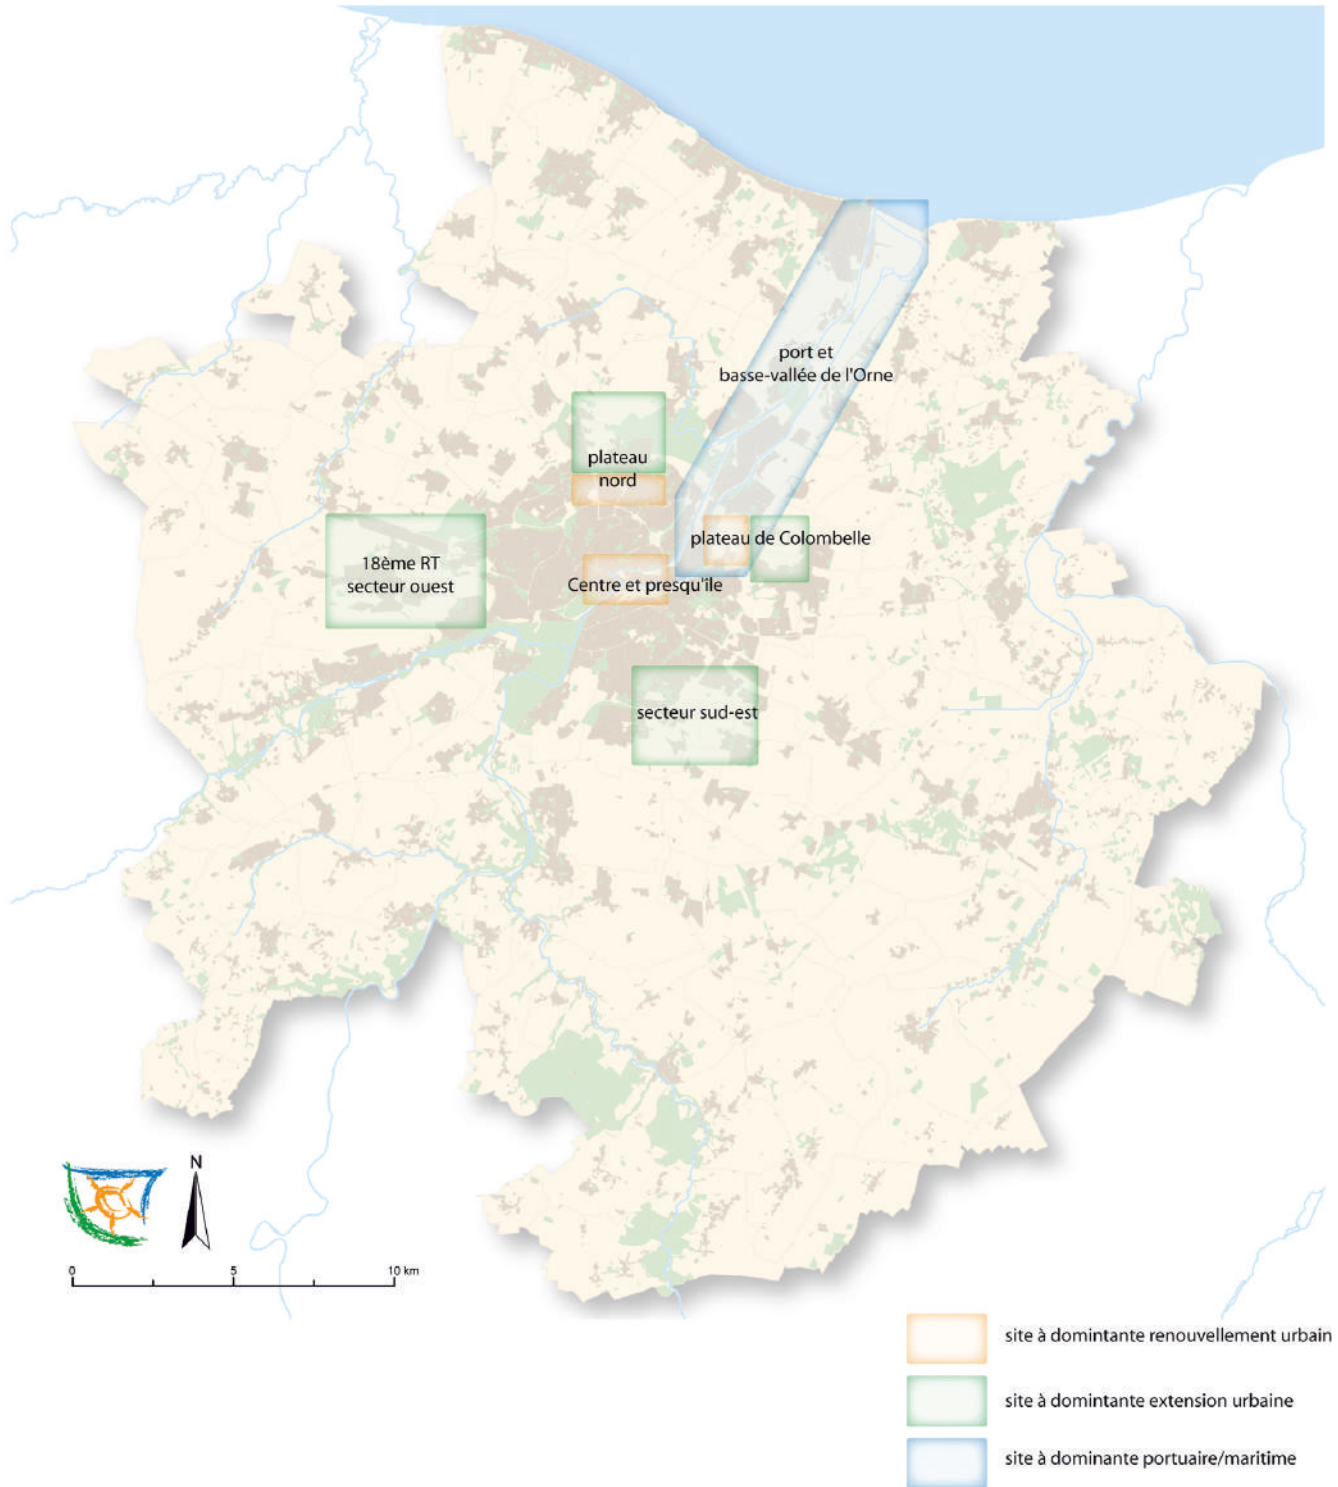 port et
basse-vallée de l'Orne
plateau
nord
plateau de Colombelle
18ème RT
secteur ouest
Centre et presqu'ile
secteur sud-est
N
0 5 10 km
site à domintante renouvellement urbain
site à domintante extension urbaine
site à dominante portuaire/maritime